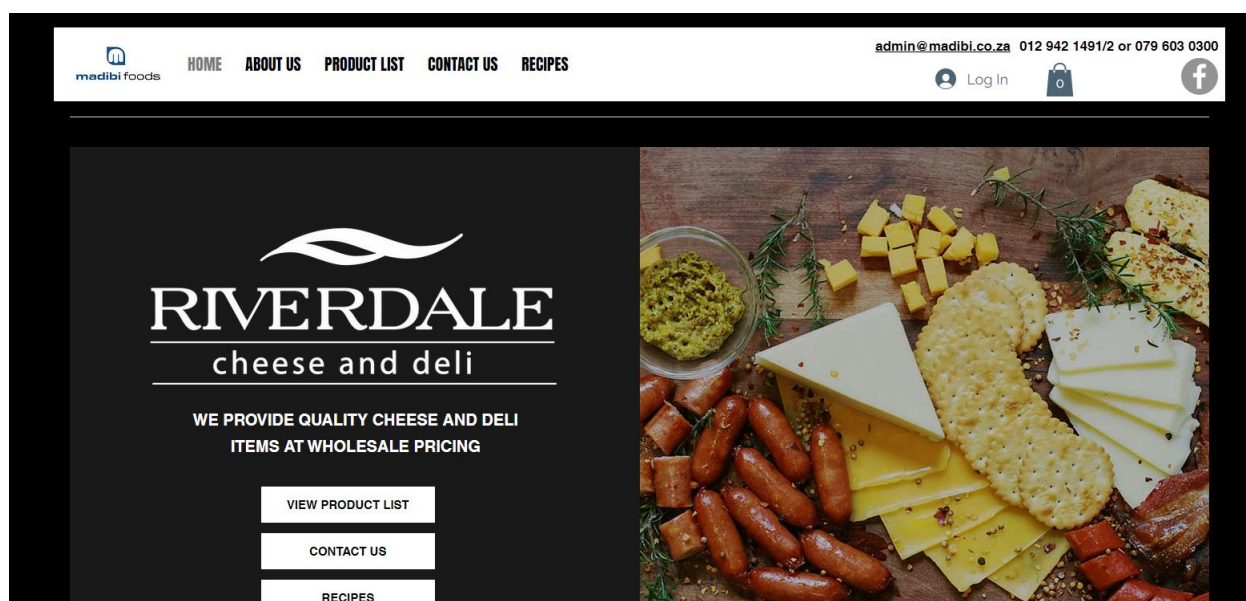 admin@madibi.co.za 012 942 1491/2 or 079 603 0300
madibi foods
HOME ABOUT US PRODUCT LIST CONTACT US RECIPES
Log In 0
RIVERDALE
cheese and deli
WE PROVIDE QUALITY CHEESE AND DELI
ITEMS AT WHOLESALE PRICING
VIEW PRODUCT LIST
CONTACT US
RECIPES